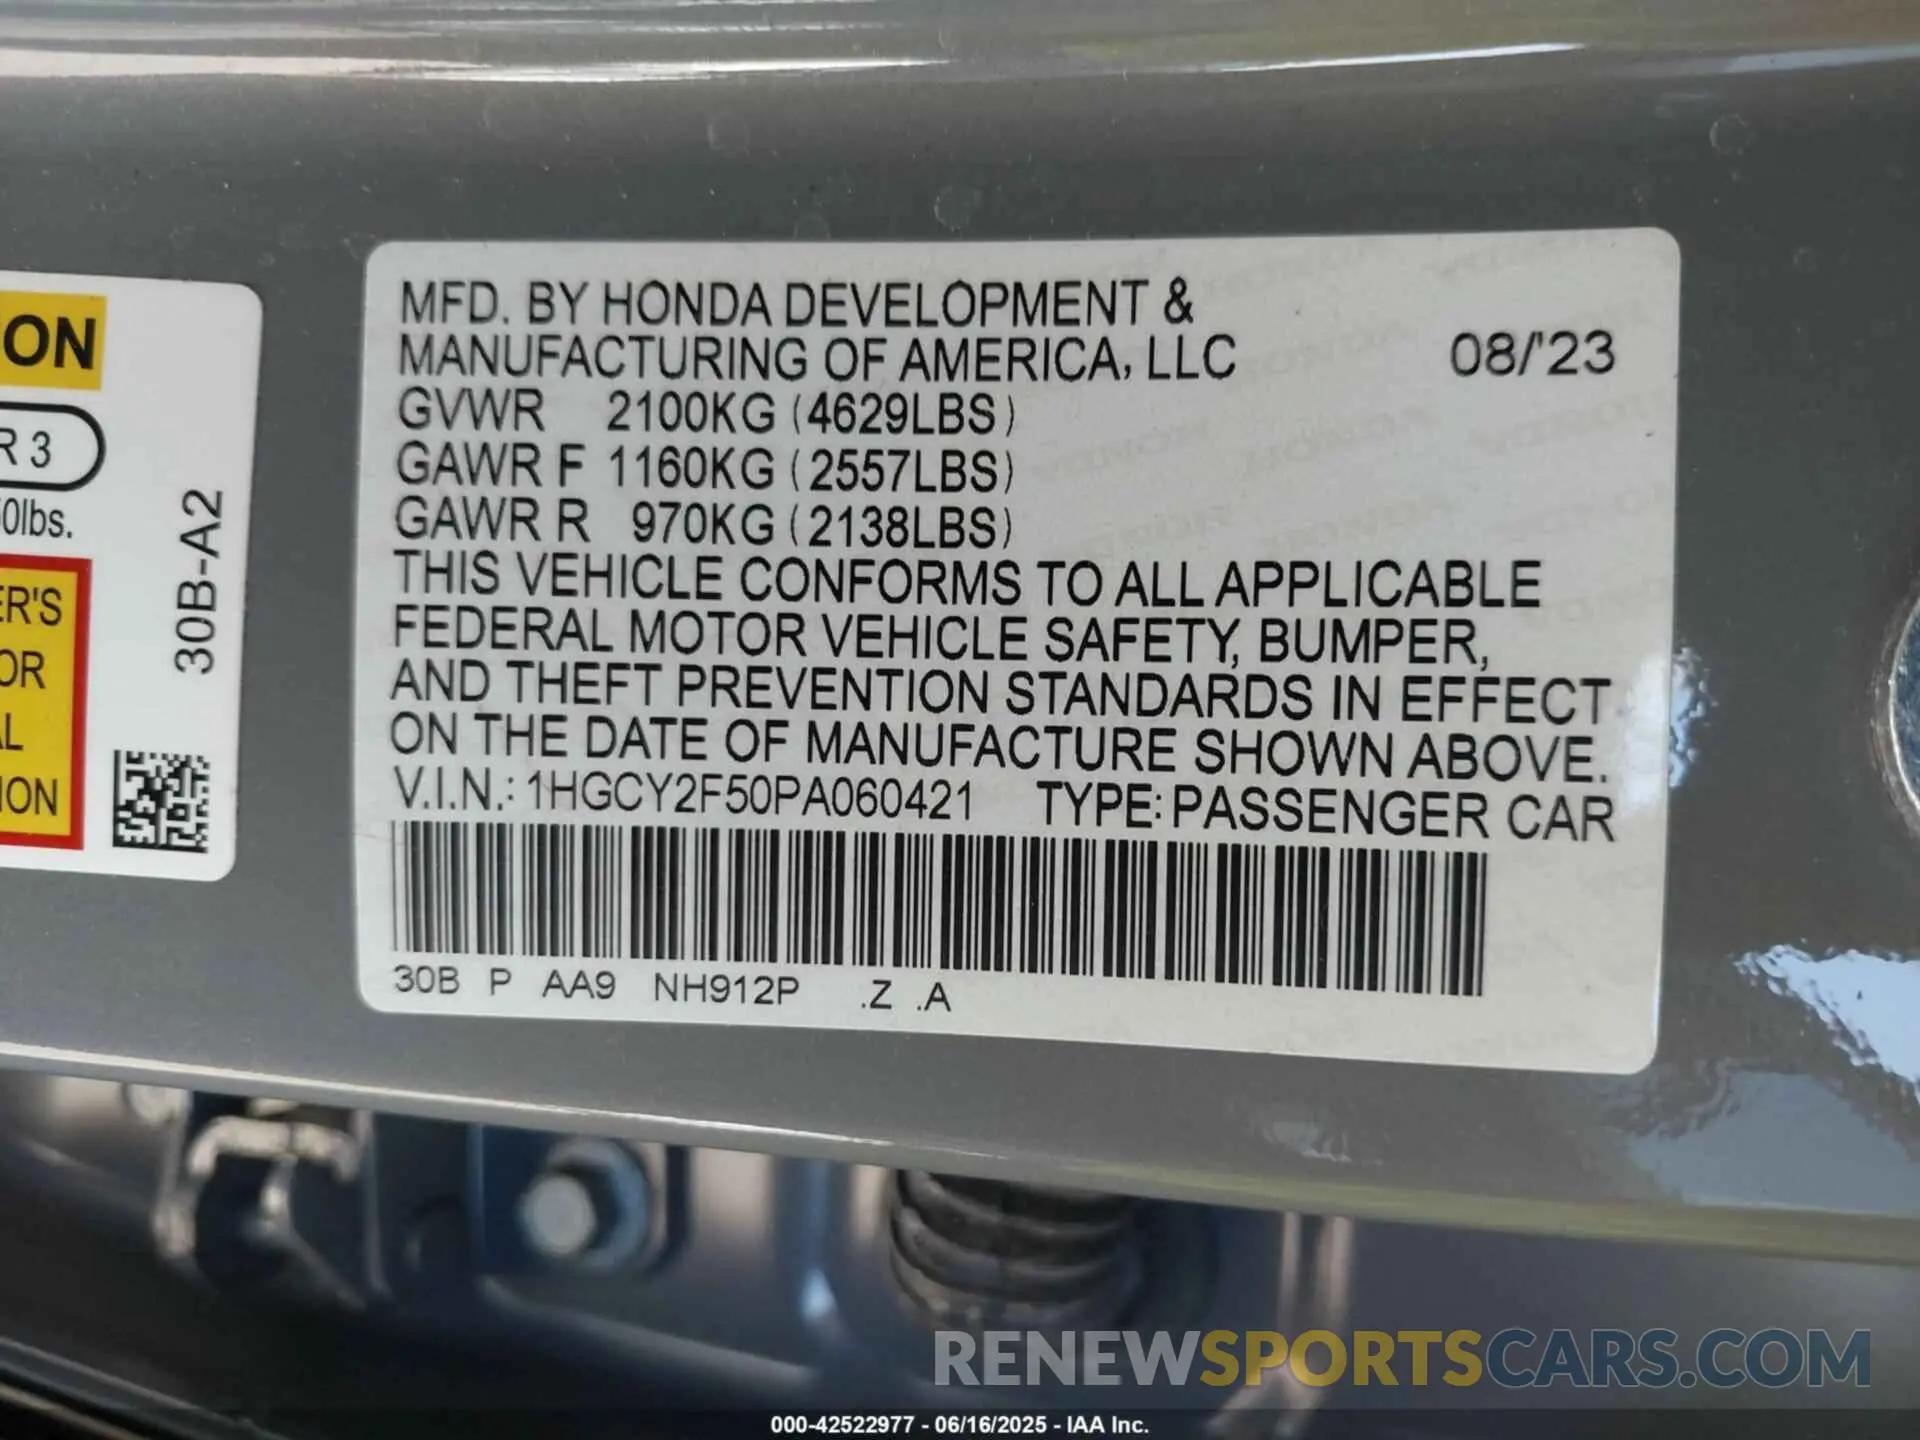 ON
R 3
0lbs.
ER'S
OR
AL
ION
30B-A2
MFD. BY HONDA DEVELOPMENT &
MANUFACTURING OF AMERICA, LLC 08/'23
GVWR 2100KG (4629LBS)
GAWR F 1160KG (2557LBS)
GAWR R 970KG (2138LBS)
THIS VEHICLE CONFORMS TO ALL APPLICABLE
FEDERAL MOTOR VEHICLE SAFETY, BUMPER,
AND THEFT PREVENTION STANDARDS IN EFFECT
ON THE DATE OF MANUFACTURE SHOWN ABOVE.
V.I.N.: 1HGCY2F50PA060421 TYPE: PASSENGER CAR
30B P AA9 NH912P .Z .A
RENEWSPORTSCARS.COM
000-42522977 - 06/16/2025 - IAA Inc.